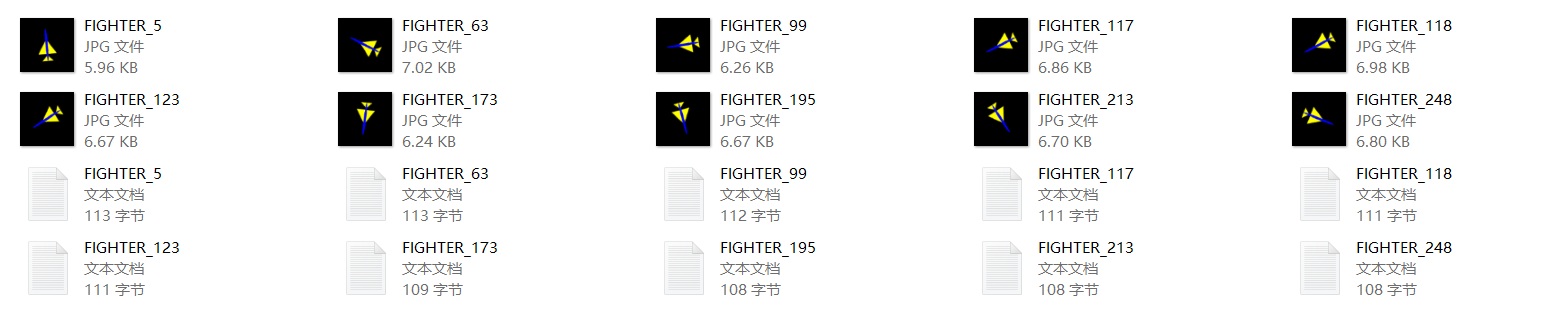 FIGHTER_5
JPG 文件
5.96 KB
FIGHTER_63
JPG 文件
7.02 KB
FIGHTER_99
JPG 文件
6.26 KB
FIGHTER_117
JPG 文件
6.86 KB
FIGHTER_118
JPG 文件
6.98 KB
FIGHTER_123
JPG 文件
6.67 KB
FIGHTER_173
JPG 文件
6.24 KB
FIGHTER_195
JPG 文件
6.67 KB
FIGHTER_213
JPG 文件
6.70 KB
FIGHTER_248
JPG 文件
6.80 KB
FIGHTER_5
文本文档
113 字节
FIGHTER_63
文本文档
113 字节
FIGHTER_99
文本文档
112 字节
FIGHTER_117
文本文档
111 字节
FIGHTER_118
文本文档
111 字节
FIGHTER_123
文本文档
111 字节
FIGHTER_173
文本文档
109 字节
FIGHTER_195
文本文档
108 字节
FIGHTER_213
文本文档
108 字节
FIGHTER_248
文本文档
108 字节